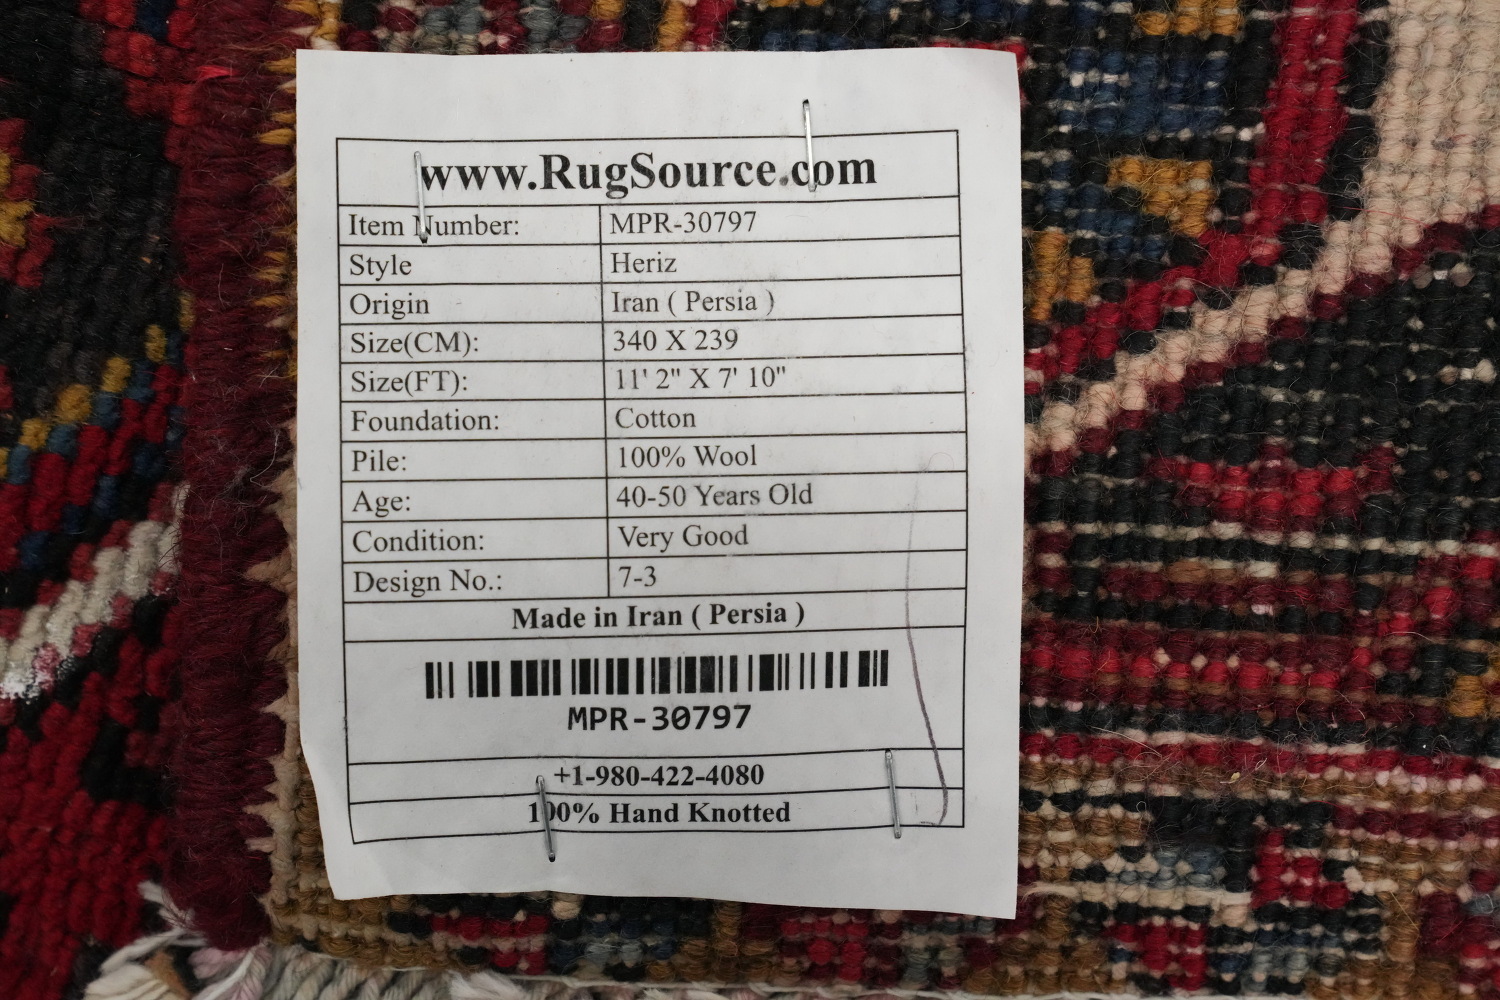 www.RugSource.com
Item Number: MPR-30797
Style Heriz
Origin Iran ( Persia )
Size(CM): 340 X 239
Size(FT): 11' 2" X 7' 10"
Foundation: Cotton
Pile: 100% Wool
Age: 40-50 Years Old
Condition: Very Good
Design No.: 7-3
Made in Iran ( Persia )
MPR-30797
+1-980-422-4080
100% Hand Knotted